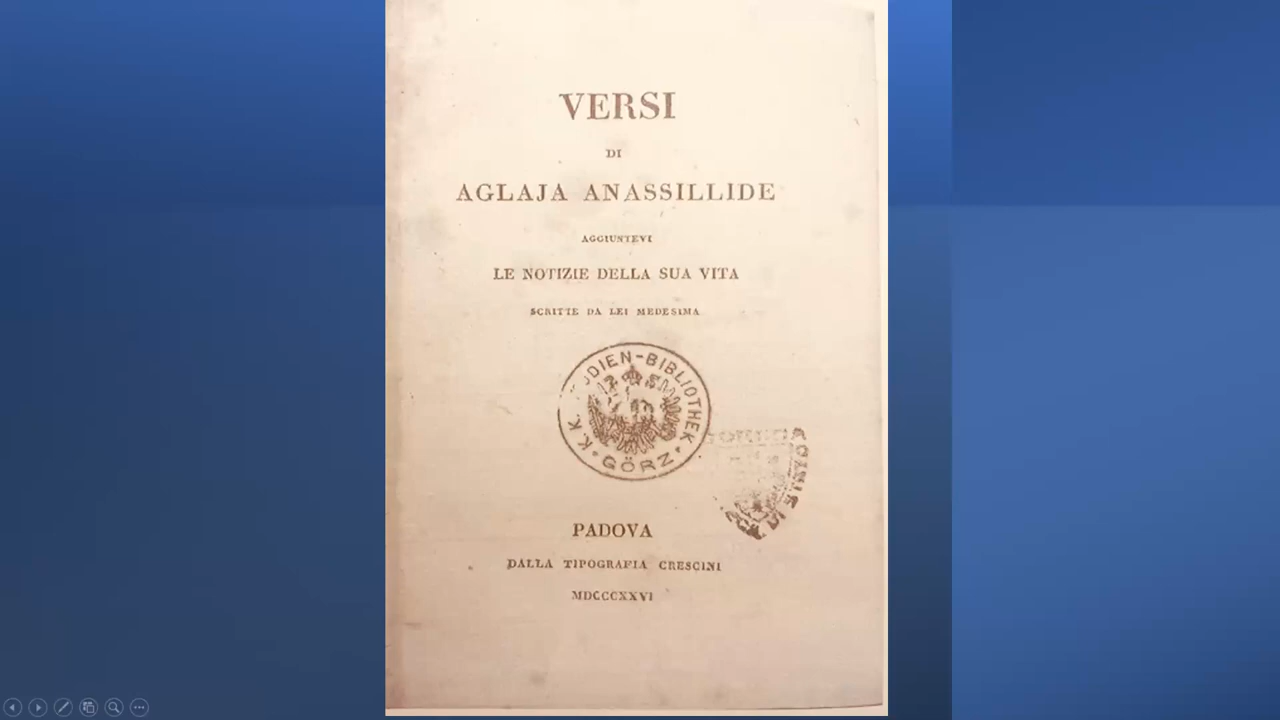 VERSI
DI
AGLAJA ANASSILLIDE
AGGIUNTEVI
LE NOTIZIE DELLA SUA VITA
SCRITTE DA LEI MEDESIMA
K. K. STUDIEN-BIBLIOTHEK
GÖRZ
PADOVA
DALLA TIPOGRAFIA CRESCINI
MDCCCXXVI